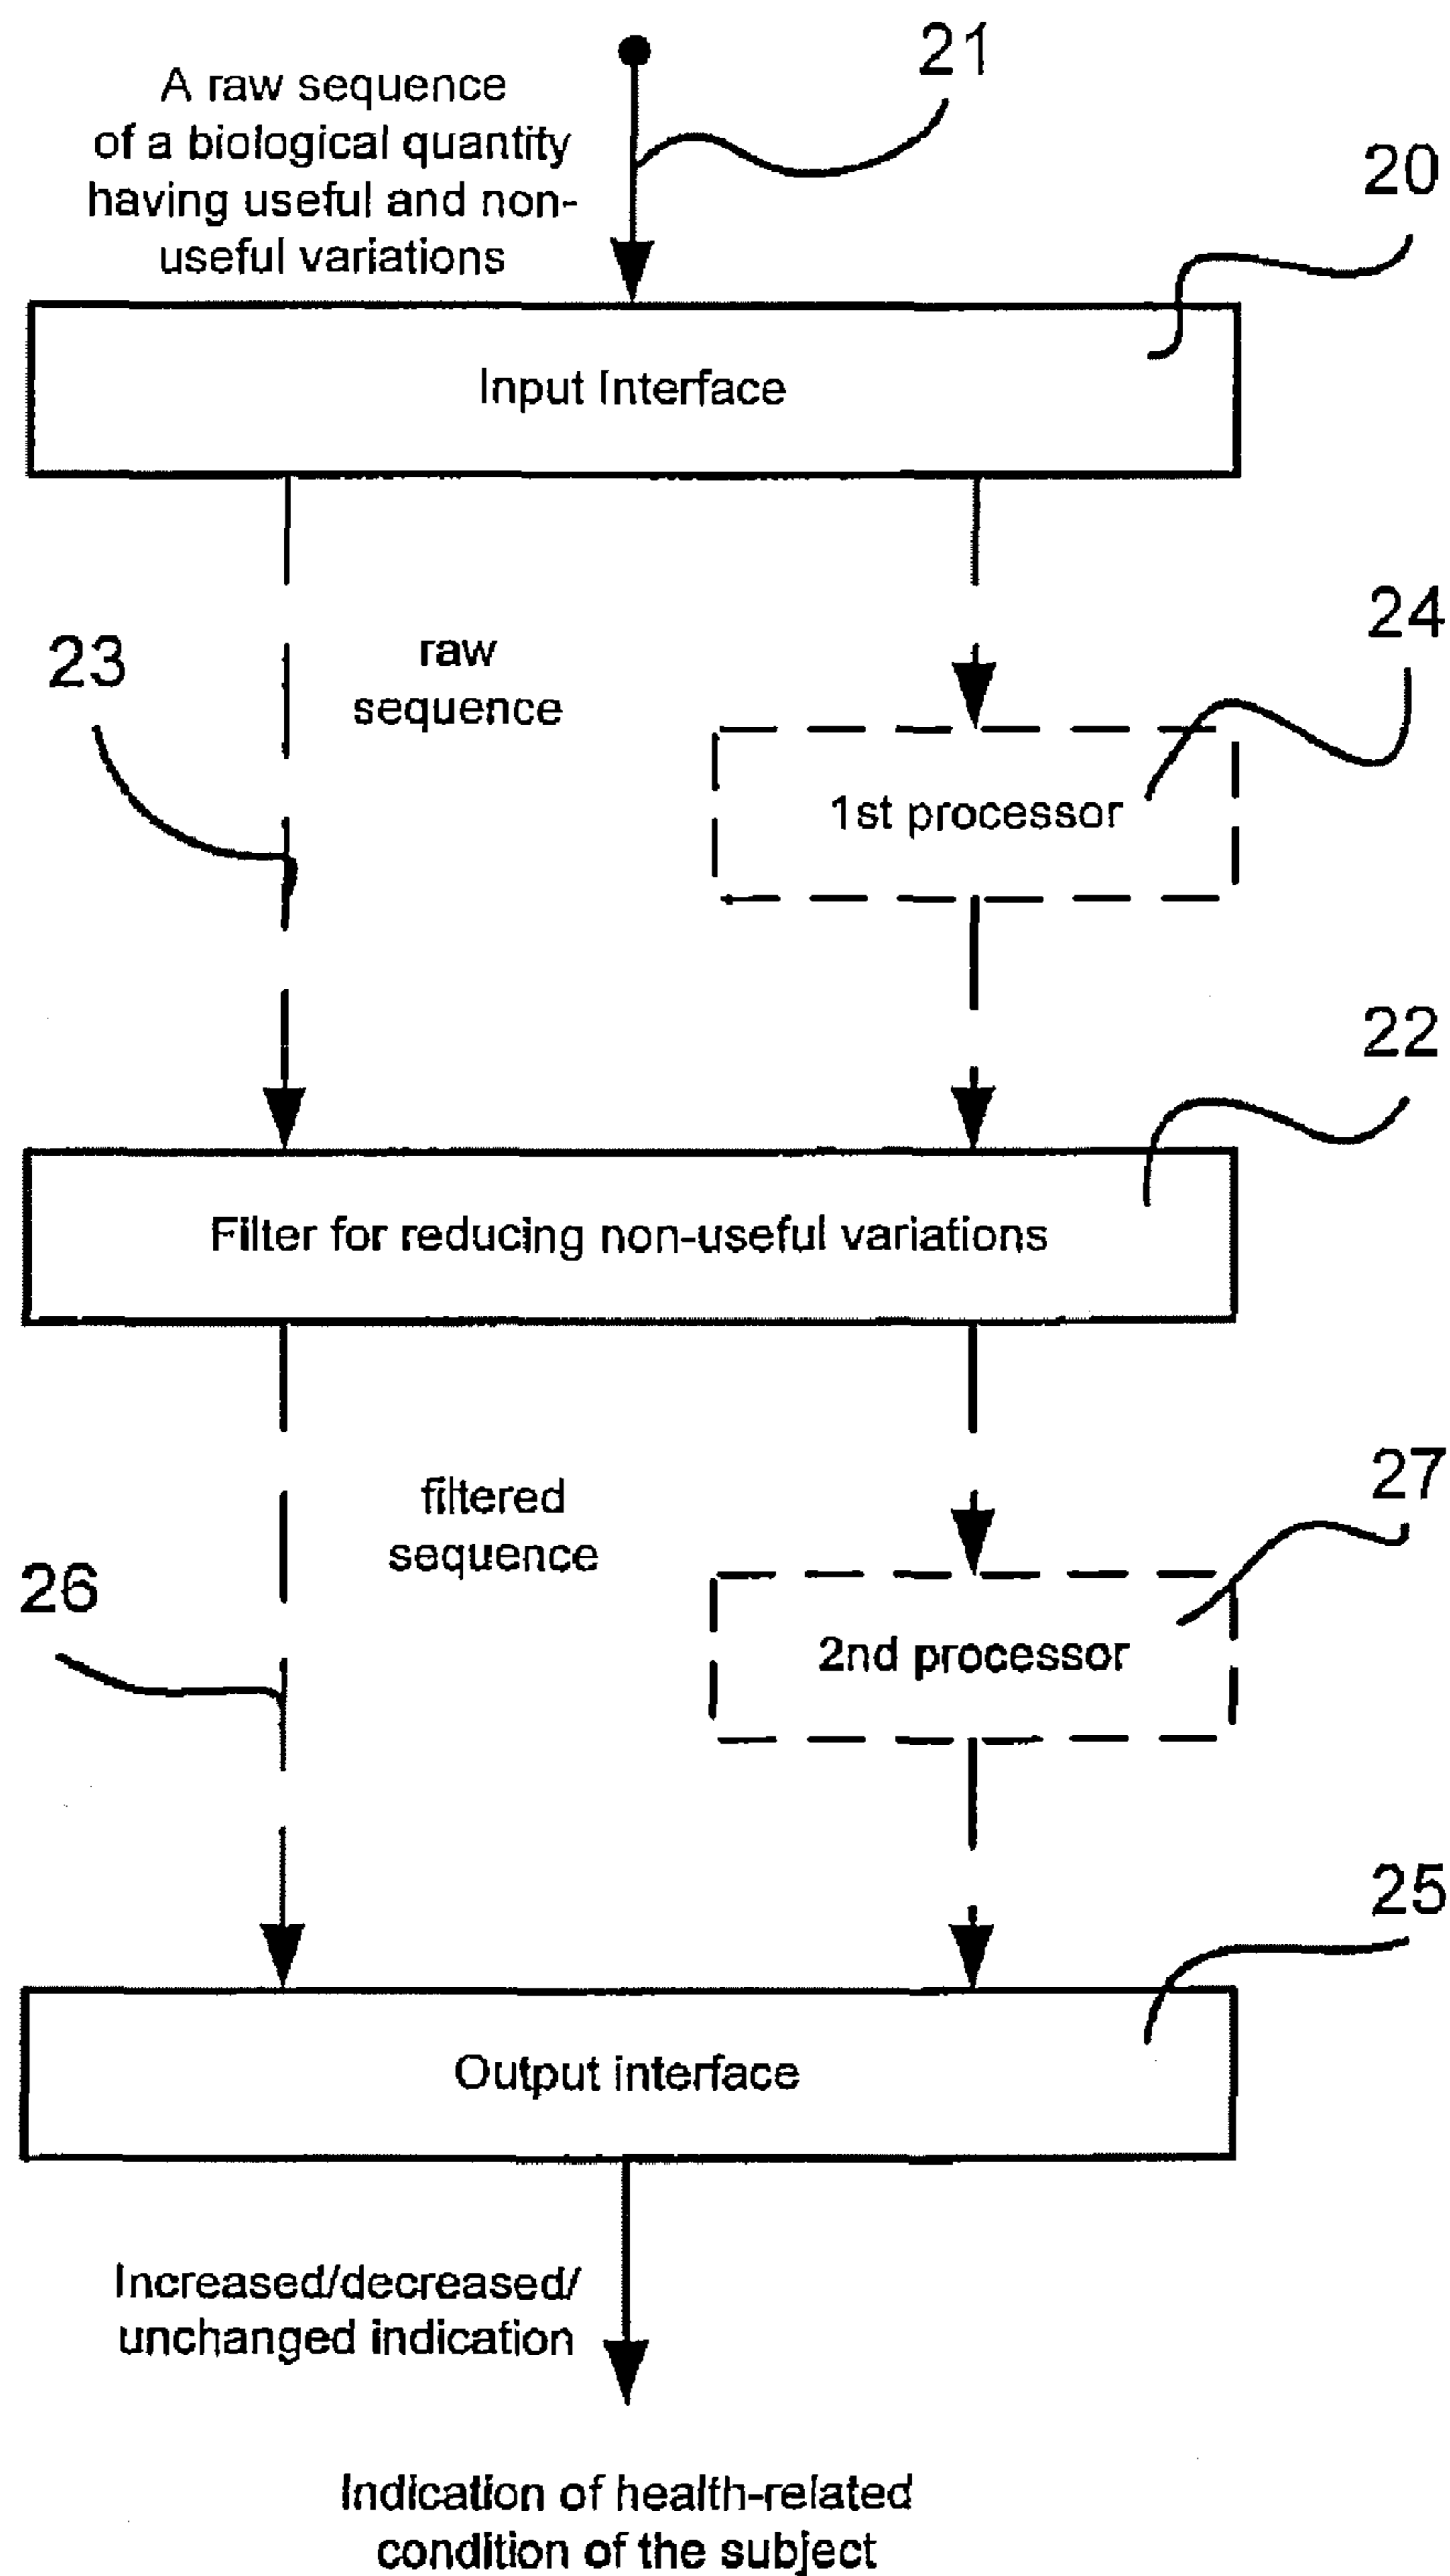 21
A raw sequence
of a biological quantity
having useful and non-
useful variations
20
Input Interface
23
raw
sequence
24
1st processor
22
Filter for reducing non-useful variations
26
filtered
sequence
27
2nd processor
25
Output interface
Increased/decreased/
unchanged indication
Indication of health-related
condition of the subject